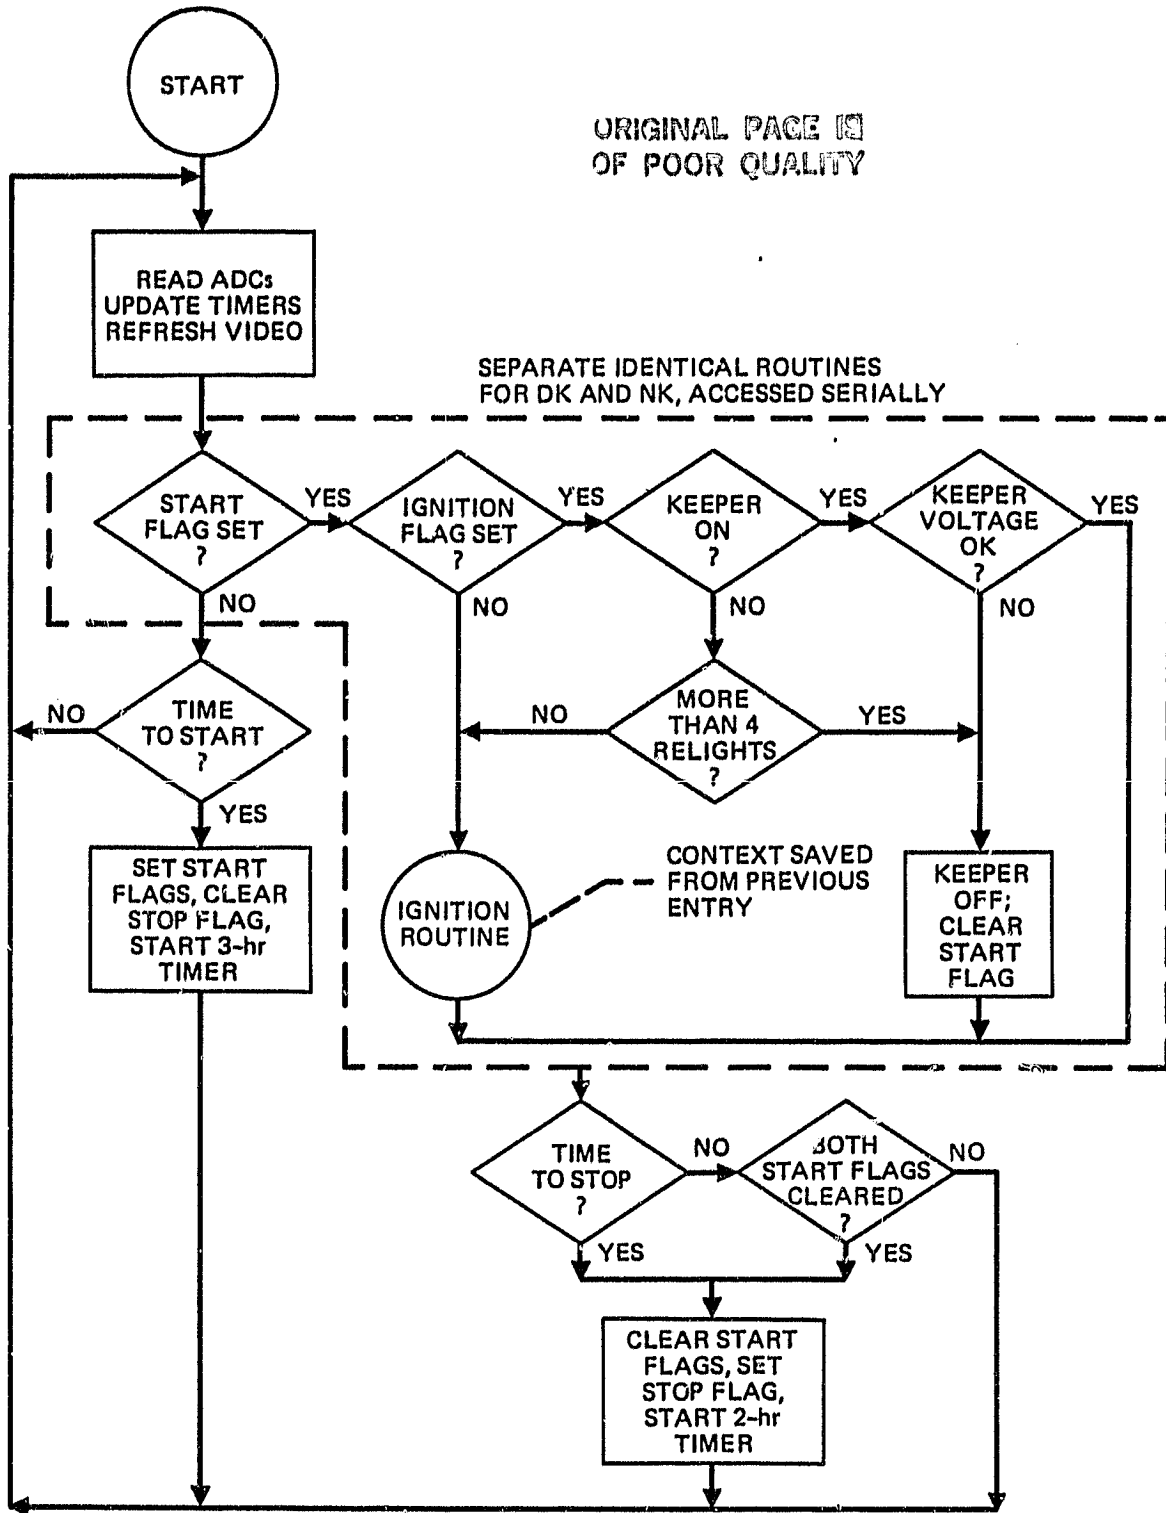 START
ORIGINAL PAGE IS
OF POOR QUALITY
READ ADCs
UPDATE TIMERS
REFRESH VIDEO
SEPARATE IDENTICAL ROUTINES
FOR DK AND NK, ACCESSED SERIALLY
START
FLAG SET
?
YES
NO
IGNITION
FLAG SET
?
YES
NO
KEEPER
ON
?
YES
NO
KEEPER
VOLTAGE
OK
?
YES
NO
TIME
TO START
?
NO
YES
MORE
THAN 4
RELIGHTS
?
NO
YES
SET START
FLAGS, CLEAR
STOP FLAG,
START 3-hr
TIMER
IGNITION
ROUTINE
CONTEXT SAVED
FROM PREVIOUS
ENTRY
KEEPER
OFF;
CLEAR
START
FLAG
TIME
TO STOP
?
NO
YES
BOTH
START FLAGS
CLEARED
?
NO
YES
CLEAR START
FLAGS, SET
STOP FLAG,
START 2-hr
TIMER